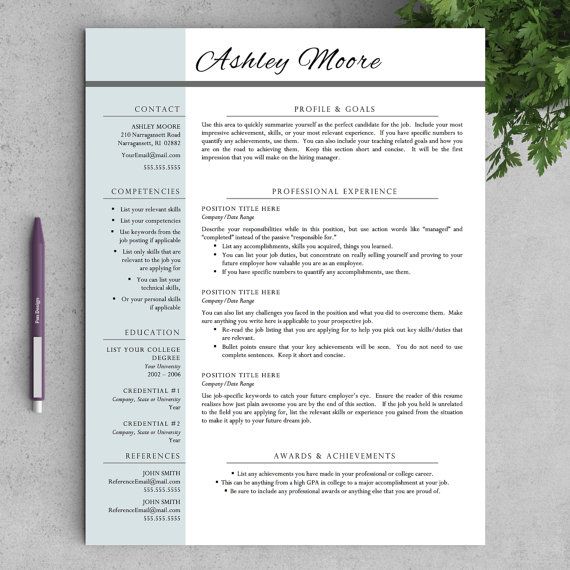 Ashley Moore
CONTACT
ASHLEY MOORE
210 Narragansett Road
Narragansett, RI 02882
YourEmail@mail.com
555.555.5555
COMPETENCIES
• List your relevant skills
• List your competencies
• Use keywords from the
job posting if applicable
• List only skills that are
relevant to the job you
are applying for
• You can list your
technical skills,
• Or your personal skills
if applicable
EDUCATION
LIST YOUR COLLEGE
DEGREE
Your University
2002 – 2006
CREDENTIAL #1
Company, State or University
Year
CREDENTIAL #2
Company, State or University
Year
REFERENCES
JOHN SMITH
ReferenceEmail@mail.com
555.555.5555
JOHN SMITH
ReferenceEmail@mail.com
555.555.5555
PROFILE & GOALS
Use this area to quickly summarize yourself as the perfect candidate for the job. Include your most
impressive achievement, skills, or your most relevant experience. If you have specific numbers to
quantify any achievements, use them. You can also include your teaching related goals and how you
are on the road to achieving them. Keep this section short and concise. It will be the first
impression that you will make on the hiring manager.
PROFESSIONAL EXPERIENCE
POSITION TITLE HERE
Company / Date Range
Describe your responsibilities while in this position, but use action words like “managed” and
“completed” instead of the passive “responsible for.”
• List any accomplishments, skills you acquired, things you learned.
• You can list your job duties, but concentrate on really selling yourself and proving to your
future employer how valuable you are as an employee.
• If you have specific numbers to quantify any accomplishments, use them.
POSITION TITLE HERE
Company / Date Range
You can also list any challenges you faced in the position and what you did to overcome them. Make
sure anything you write here is applicable to your prospective job.
• Re-read the job listing that you are applying for to help you pick out key skills/duties that
are relevant.
• Bullet points ensure that your key achievements will be seen. You do not need to use
complete sentences. Keep it short and concise.
POSITION TITLE HERE
Company / Date Range
Use job-specific keywords to catch your future employer’s eye. Ensure the reader of this resume
realizes how just plain awesome you are by the end of this section. If the job you held is unrelated
to the field you are applying, list the relevant skills or experience you gained from the situation
to make it apply to your future dream job.
AWARDS & ACHIEVEMENTS
• List any achievements you have made in your professional or college career.
• This can be anything from a high GPA in college to a major accomplishment at your job.
• Be sure to include any professional awards or anything else that you are proud of.
Pen Design